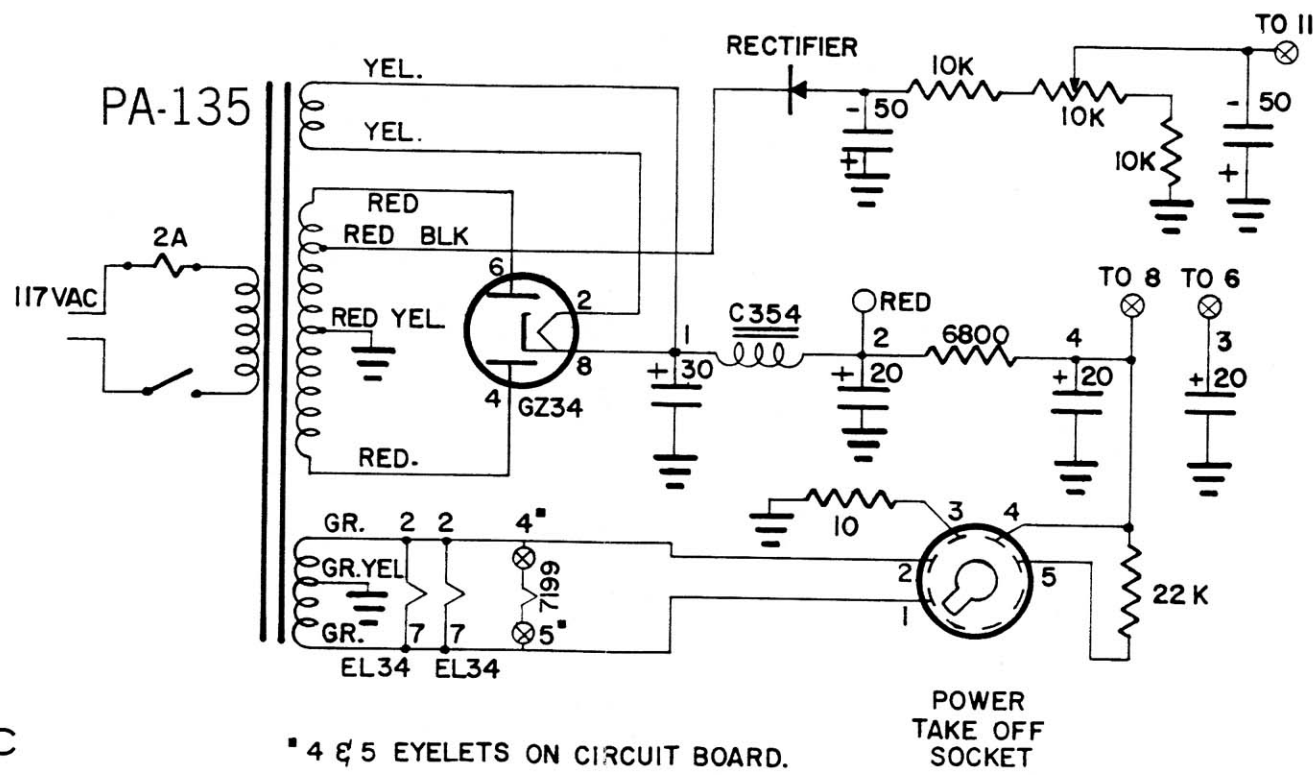 TO 11
YEL.
RECTIFIER
10K
PA-135
- 50
10K
- 50
YEL.
+
10K
+
RED
2A
RED BLK
6
TO 8
TO 6
117VAC
2
RED
C354
RED YEL.
1
2
6800
4
3
8
+ 30
+ 20
+ 20
+ 20
4
GZ34
RED.
3
4
GR.
2
2
4▪
10
2
5
GR.YEL
7199
22K
1
GR.
7
7
5▪
EL34
EL34
POWER
TAKE OFF
SOCKET
C
▪ 4 & 5 EYELETS ON CIRCUIT BOARD.